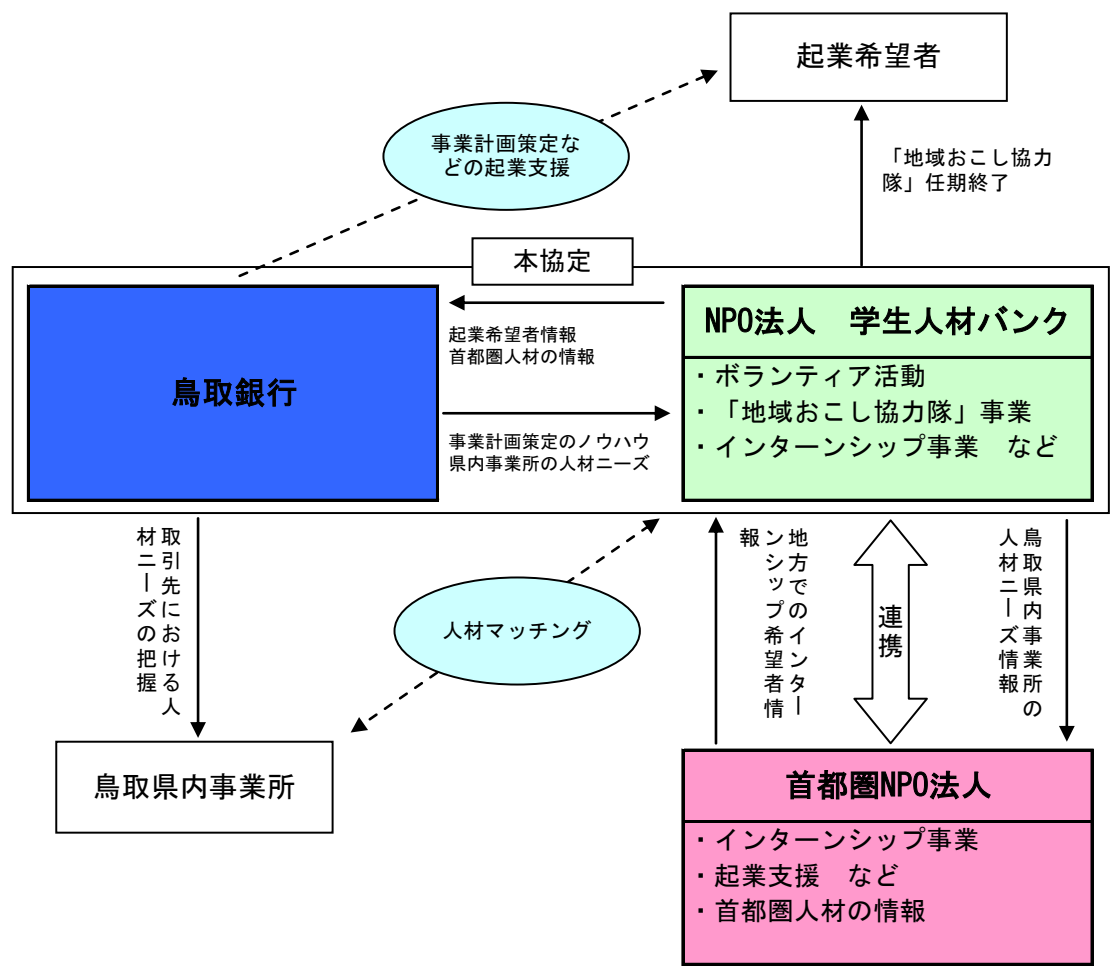 起業希望者
事業計画策定な
どの起業支援
「地域おこし協力
隊」任期終了
本協定
鳥取銀行
起業希望者情報
首都圏人材の情報
事業計画策定のノウハウ
県内事業所の人材ニーズ
NPO法人　学生人材バンク
・ボランティア活動
・「地域おこし協力隊」事業
・インターンシップ事業　など
取引先における人
材ニーズの把握
人材マッチング
地方でのインター
ンシップ希望者情
報
連携
鳥取県内事業所の
人材ニーズ情報
鳥取県内事業所
首都圏NPO法人
・インターンシップ事業
・起業支援　など
・首都圏人材の情報